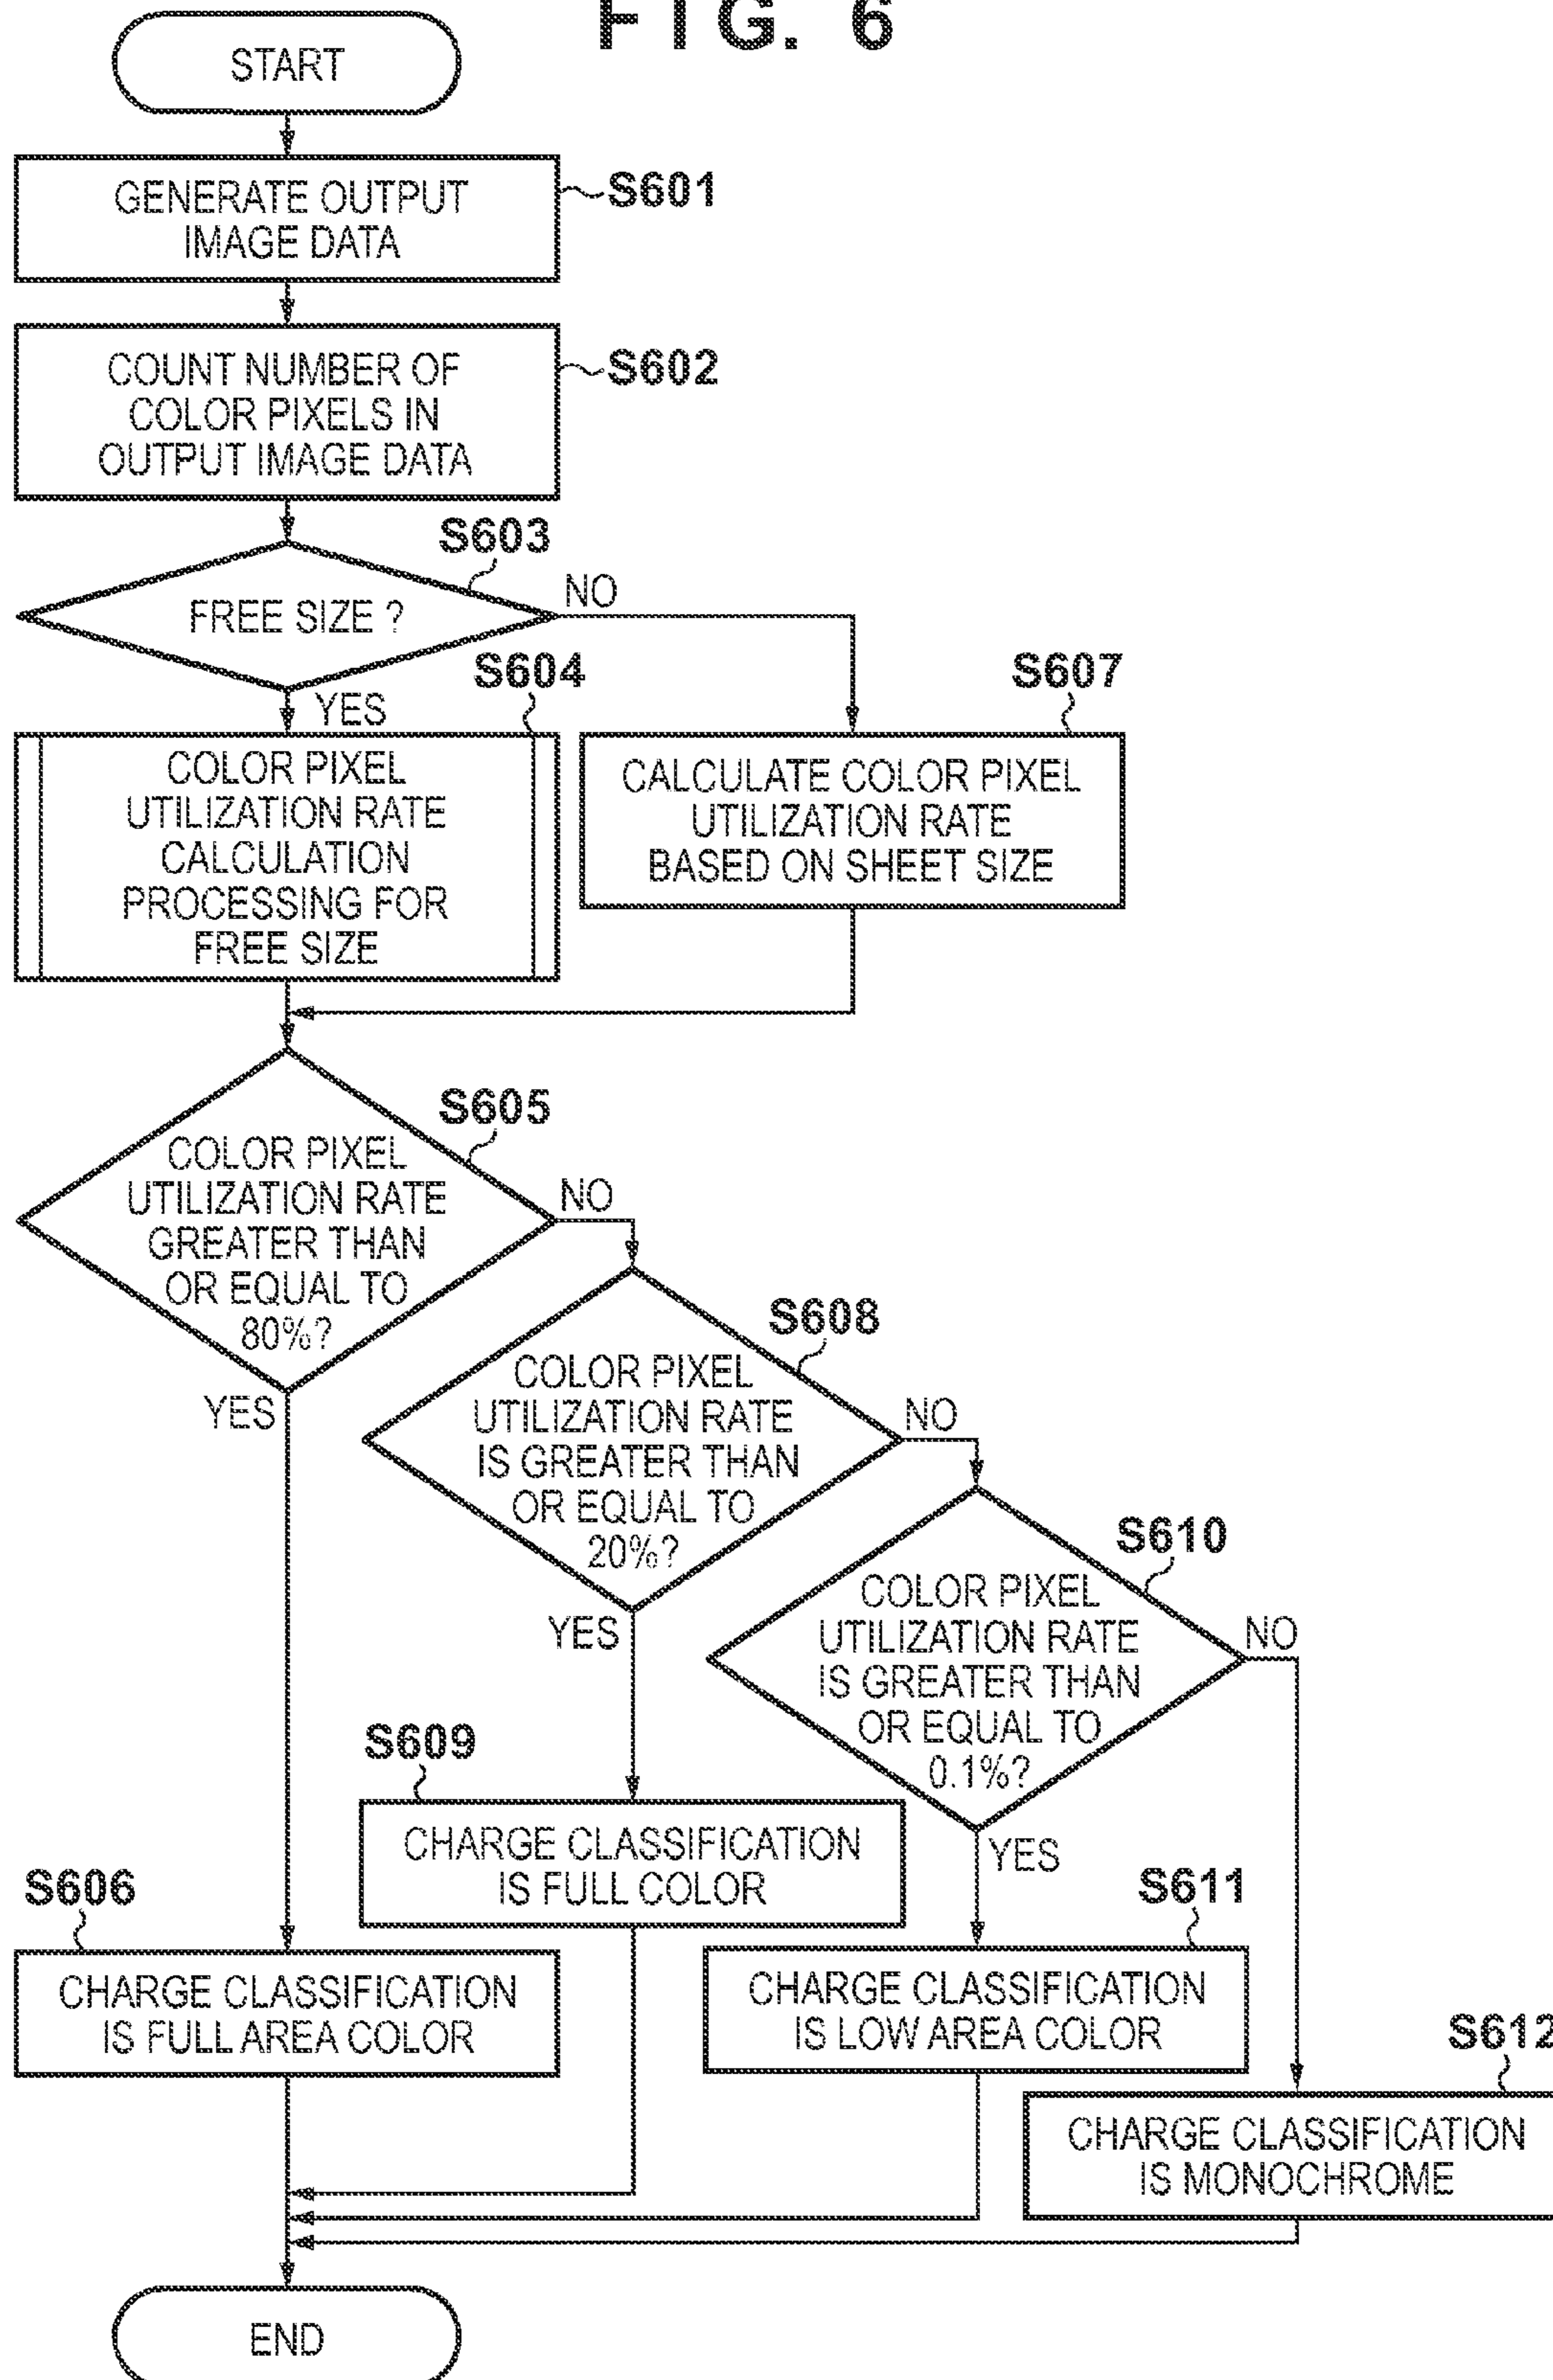 FIG. 6
START
GENERATE OUTPUT
IMAGE DATA
S601
COUNT NUMBER OF
COLOR PIXELS IN
OUTPUT IMAGE DATA
S602
S603
FREE SIZE ?
NO
YES
S604
COLOR PIXEL
UTILIZATION RATE
CALCULATION
PROCESSING FOR
FREE SIZE
S607
CALCULATE COLOR PIXEL
UTILIZATION RATE
BASED ON SHEET SIZE
S605
COLOR PIXEL
UTILIZATION RATE
GREATER THAN
OR EQUAL TO
80%?
NO
YES
S608
COLOR PIXEL
UTILIZATION RATE
IS GREATER THAN
OR EQUAL TO
20%?
NO
YES
S610
COLOR PIXEL
UTILIZATION RATE
IS GREATER THAN
OR EQUAL TO
0.1%?
NO
YES
S609
CHARGE CLASSIFICATION
IS FULL COLOR
S606
CHARGE CLASSIFICATION
IS FULL AREA COLOR
S611
CHARGE CLASSIFICATION
IS LOW AREA COLOR
S612
CHARGE CLASSIFICATION
IS MONOCHROME
END